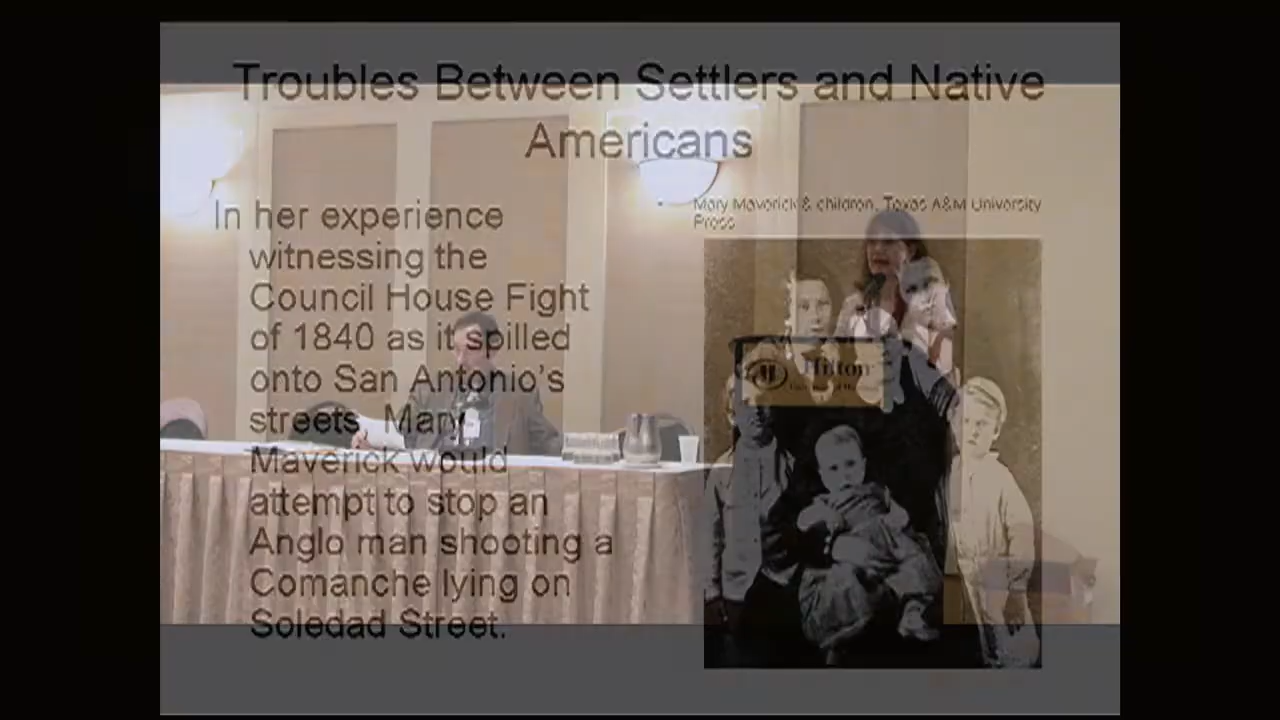 Troubles Between Settlers and Native
Americans
In her experience
witnessing the
Council House Fight
of 1840 as it spilled
onto San Antonio's
streets, Mary
Maverick would
attempt to stop an
Anglo man shooting a
Comanche lying on
Soledad Street.
Mary Maverick & children, Texas A&M University
Press
Hilton